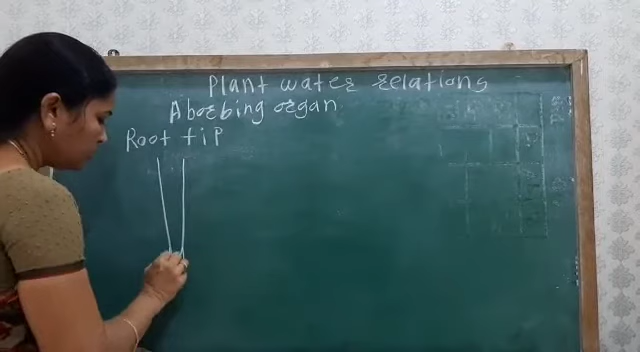 Plant water relations
Absorbing organ
Root tip